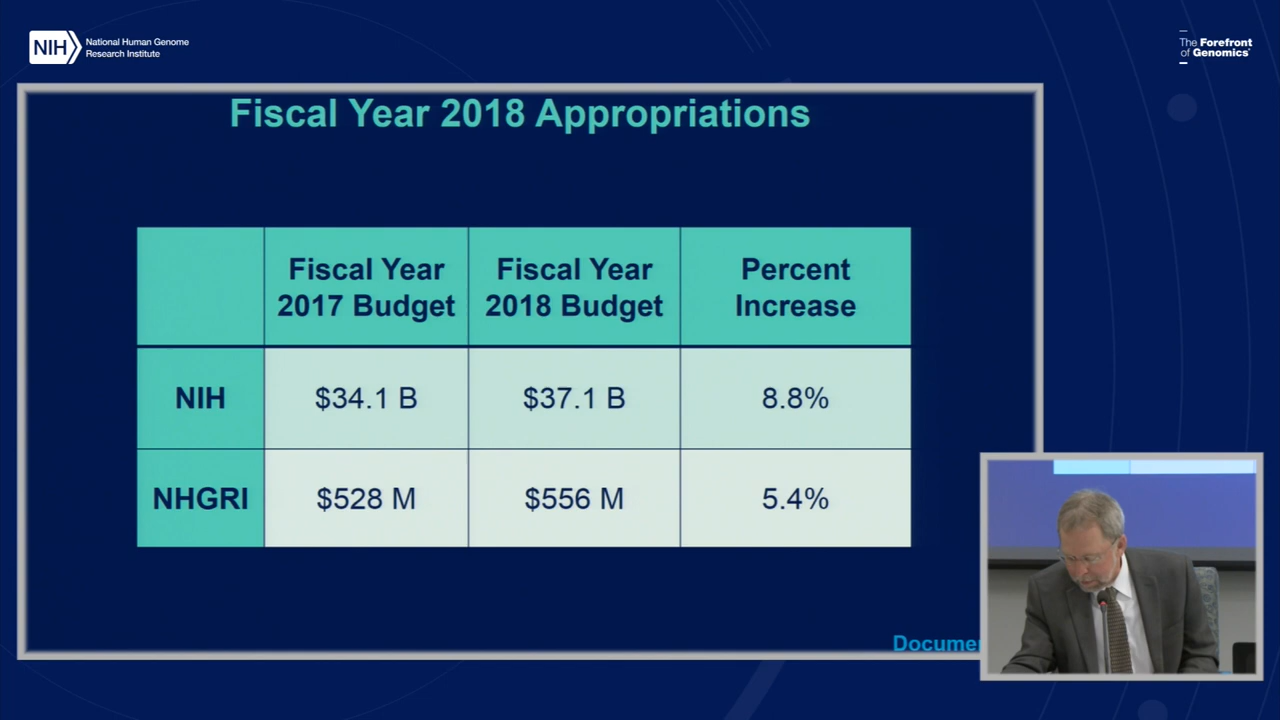 NIH
National Human Genome
Research Institute
The Forefront
of Genomics
Fiscal Year 2018 Appropriations
Fiscal Year
2017 Budget
Fiscal Year
2018 Budget
Percent
Increase
NIH
$34.1 B
$37.1 B
8.8%
NHGRI
$528 M
$556 M
5.4%